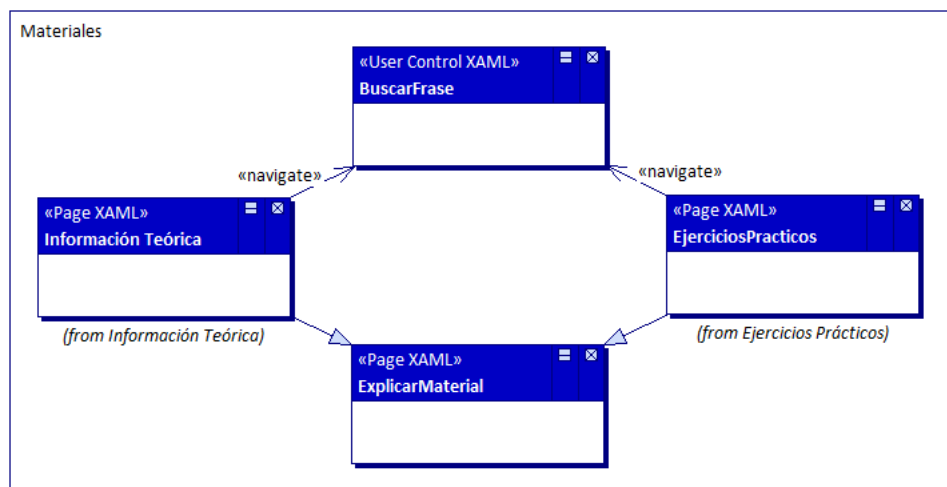 Materiales
«User Control XAML»
BuscarFrase
«navigate»
«navigate»
«Page XAML»
Información Teórica
(from Información Teórica)
«Page XAML»
EjerciciosPracticos
(from Ejercicios Prácticos)
«Page XAML»
ExplicarMaterial